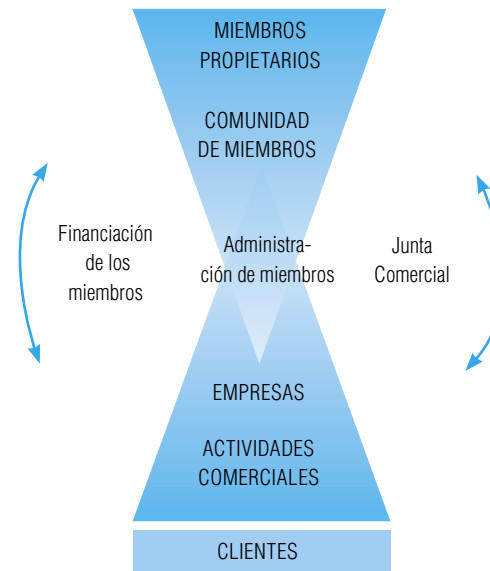 MIEMBROS
PROPIETARIOS
COMUNIDAD
DE MIEMBROS
Financiación
de los
miembros
Administra-
ción de miembros
Junta
Comercial
EMPRESAS
ACTIVIDADES
COMERCIALES
CLIENTES